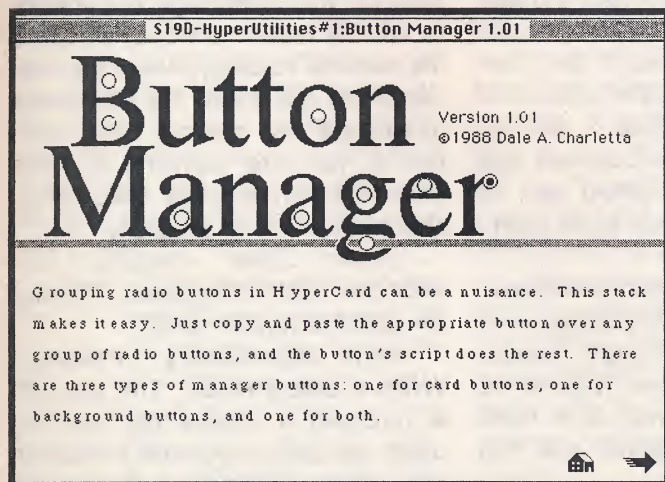 S19D-HyperUtilities#1:Button Manager 1.01
Button
Manager
Version 1.01
©1988 Dale A. Charletta
Grouping radio buttons in HyperCard can be a nuisance. This stack
makes it easy. Just copy and paste the appropriate button over any
group of radio buttons, and the button's script does the rest. There
are three types of manager buttons: one for card buttons, one for
background buttons, and one for both.